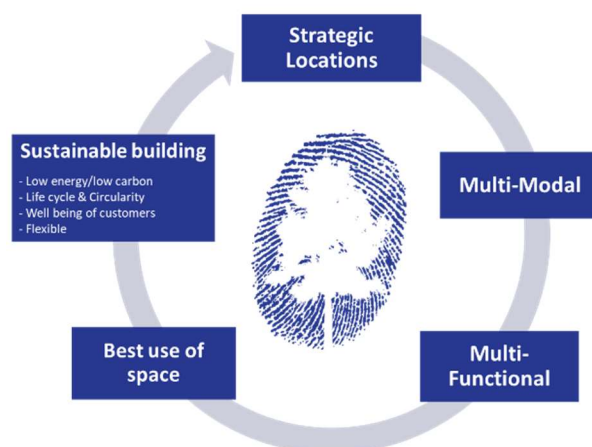 Strategic
Locations
Multi-Modal
Multi-
Functional
Best use of
space
Sustainable building
- Low energy/low carbon
- Life cycle & Circularity
- Well being of customers
- Flexible